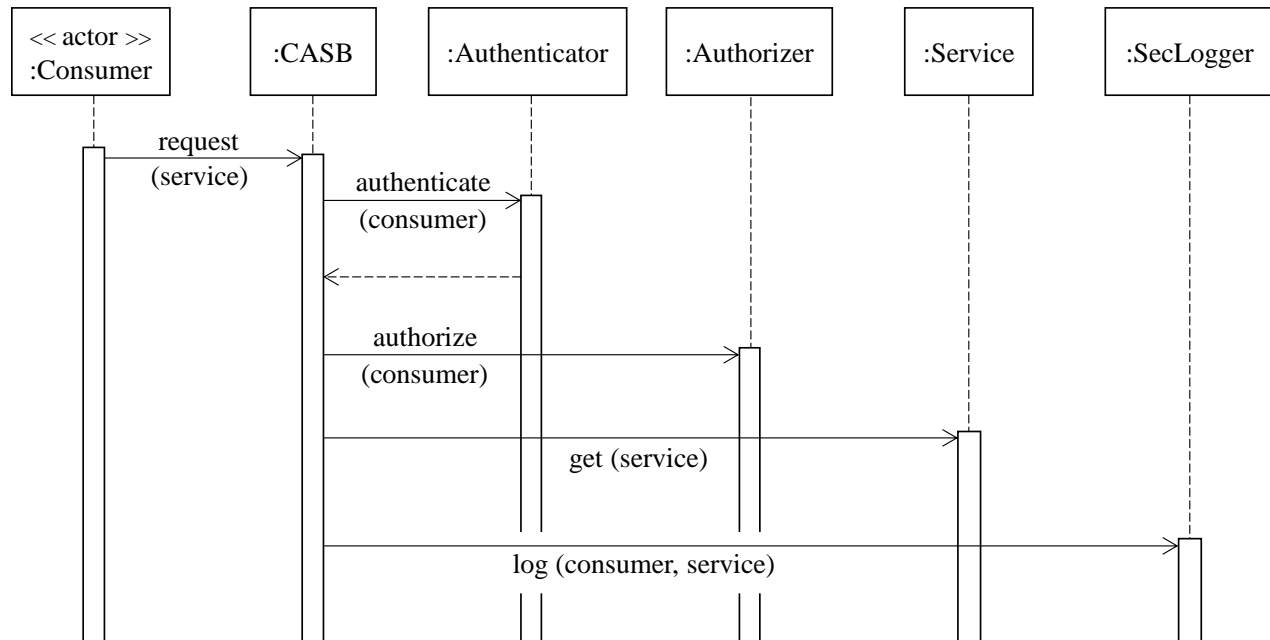 << actor >>
:Consumer
:CASB
:Authenticator
:Authorizer
:Service
:SecLogger
request
(service)
authenticate
(consumer)
authorize
(consumer)
get (service)
log (consumer, service)